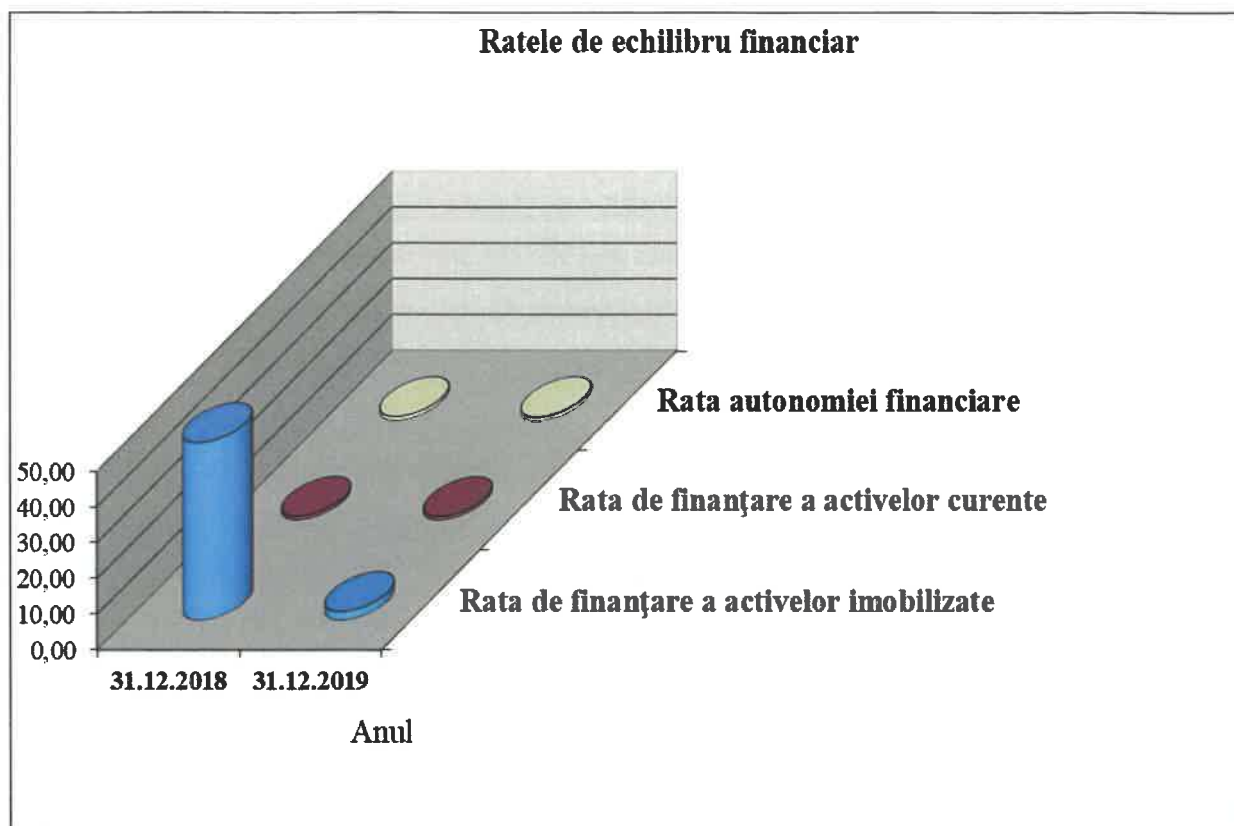 Ratele de echilibru financiar
Rata autonomiei financiare
Rata de finanţare a activelor curente
Rata de finanţare a activelor imobilizate
50,00
40,00
30,00
20,00
10,00
0,00
31.12.2018 31.12.2019
Anul